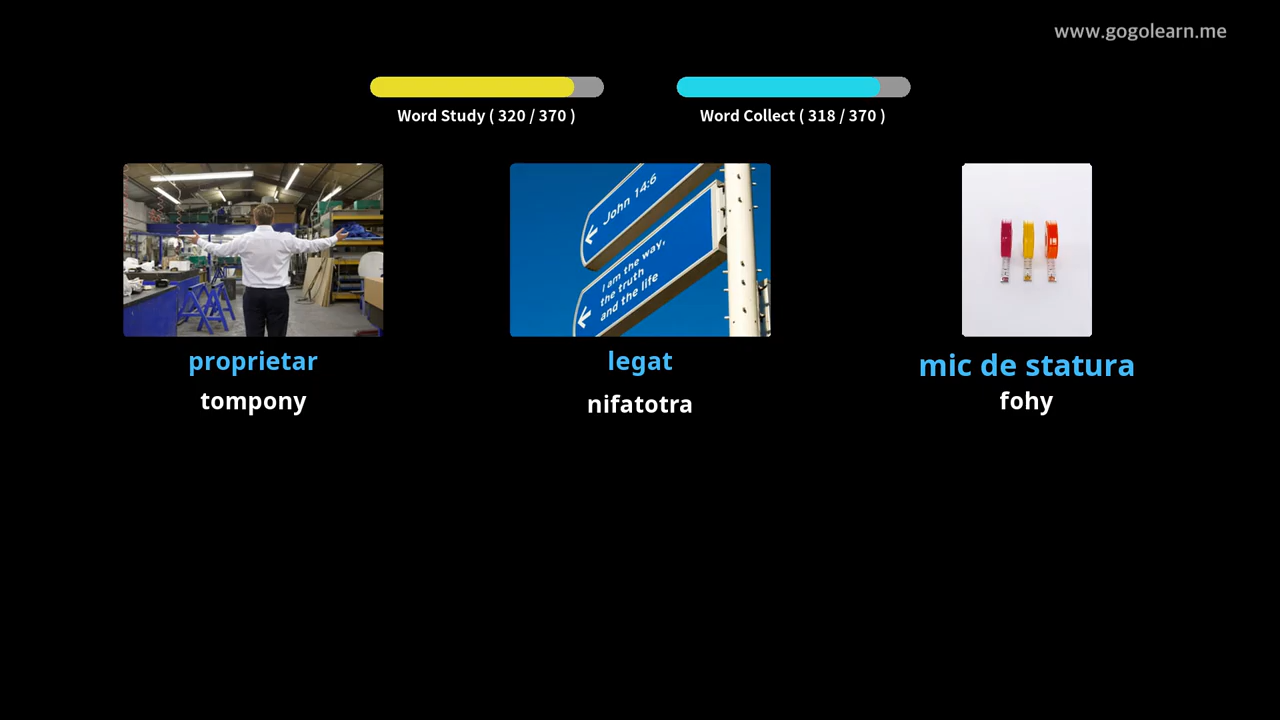 www.gogolearn.me
Word Study ( 320 / 370 )
Word Collect ( 318 / 370 )
John 14:6
I am the way,
the truth
and the life
proprietar
legat
mic de statura
tompony
nifatotra
fohy